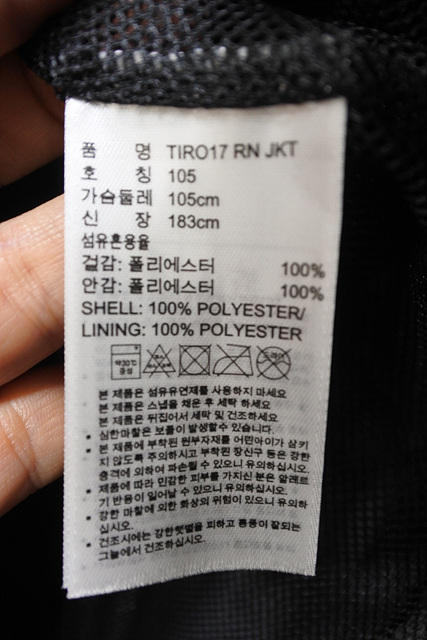 품 명 TIRO17 RN JKT
호 칭 105
가슴둘레 105cm
신 장 183cm
섬유혼용율
겉감: 폴리에스터 100%
안감: 폴리에스터 100%
SHELL: 100% POLYESTER/
LINING: 100% POLYESTER
약30℃
중성
드라이
본 제품은 섬유유연제를 사용하지 마세요
본 제품은 스냅을 채운 후 세탁 하세요
본 제품은 뒤집어서 세탁 및 건조하세요
• 심한마찰은 보풀이 발생할수 있습니다.
• 본 제품에 부착된 원부자재를 어린아이가 삼키
지 않도록 주의하시고 부착된 장신구 등은 강한
충격에 의하여 파손될 수 있으니 유의하십시오.
• 제품에 따라 민감한 피부를 가지신 분은 알레르
기 반응이 일어날 수 있으니 유의하십시오.
• 강한 마찰에 의한 화상의 위험이 있으니 유의하
십시오.
• 건조시에는 강한햇볕을 피하고 통풍이 잘되는
그늘에서 건조하십시오.